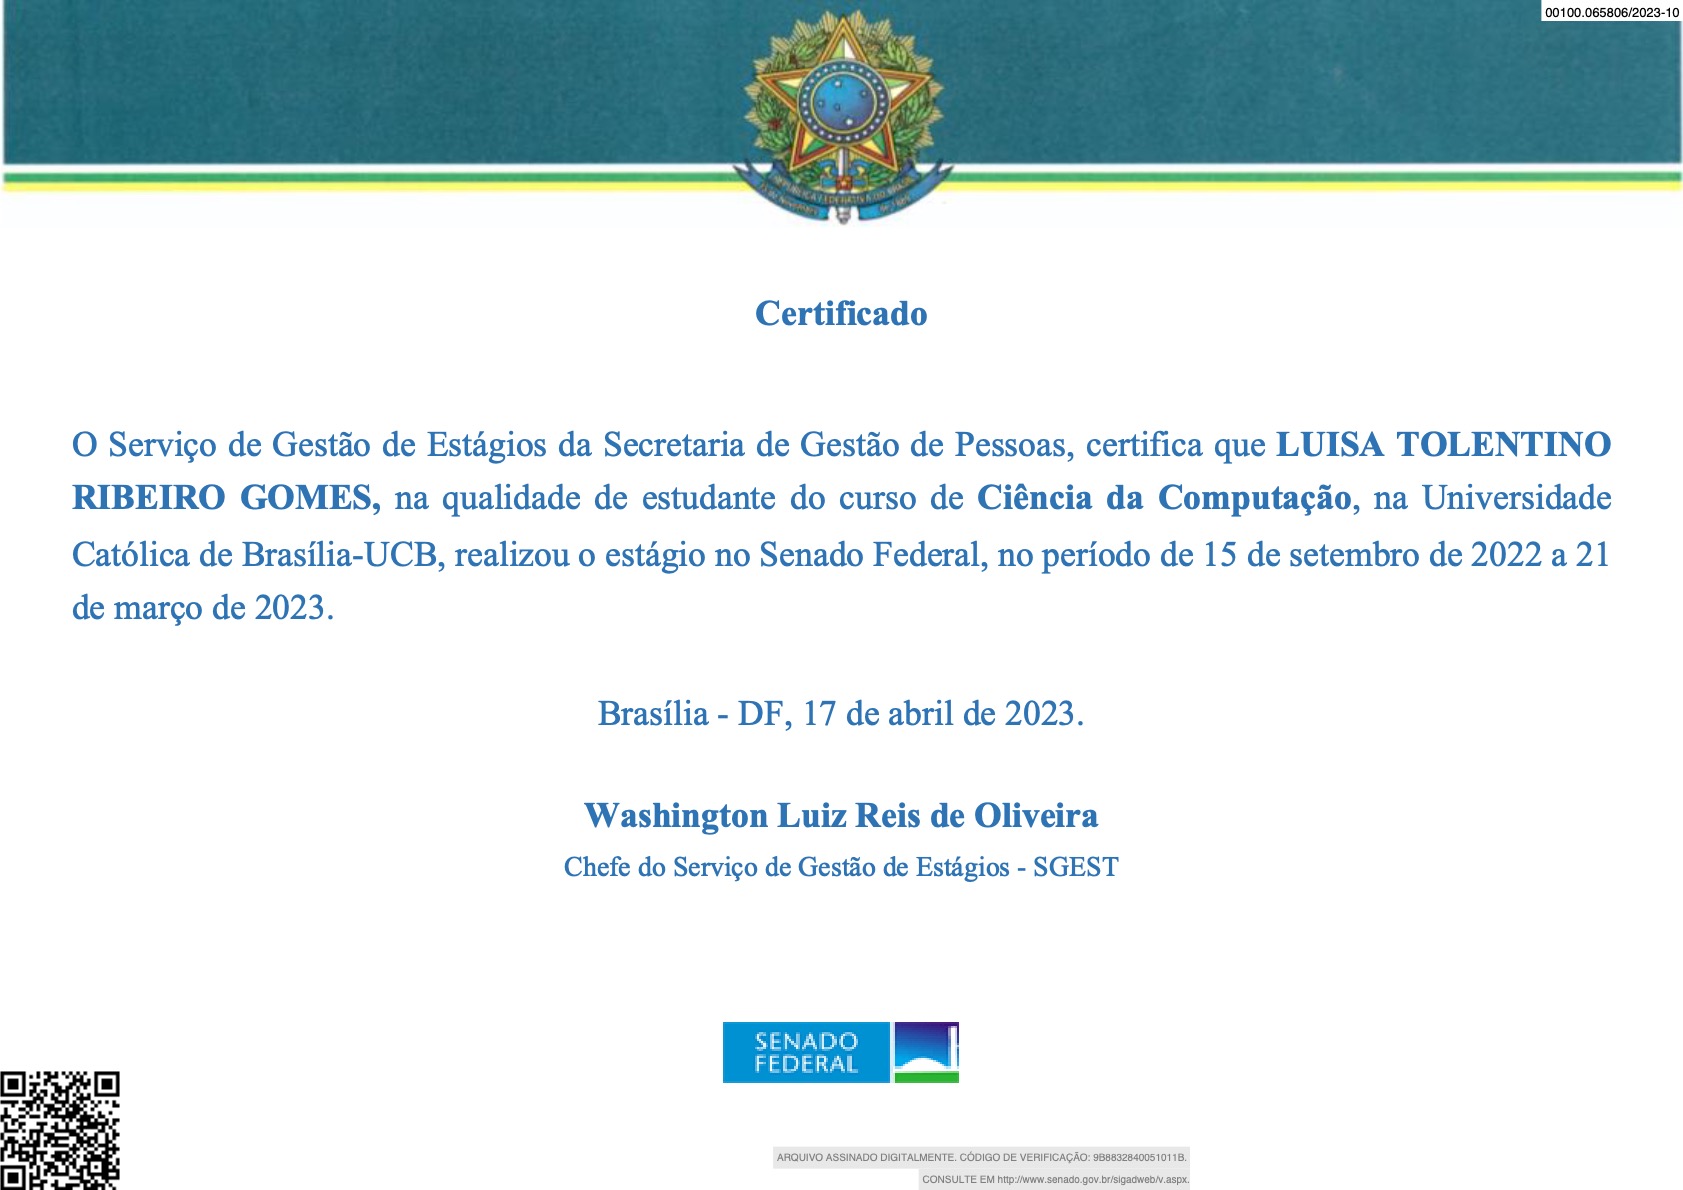 00100.065806/2023-10
REPÚBLICA FEDERATIVA DO BRASIL
Certificado
O Serviço de Gestão de Estágios da Secretaria de Gestão de Pessoas, certifica que LUISA TOLENTINO
RIBEIRO GOMES, na qualidade de estudante do curso de Ciência da Computação, na Universidade
Católica de Brasília-UCB, realizou o estágio no Senado Federal, no período de 15 de setembro de 2022 a 21
de março de 2023.
Brasília - DF, 17 de abril de 2023.
Washington Luiz Reis de Oliveira
Chefe do Serviço de Gestão de Estágios - SGEST
SENADO
FEDERAL
ARQUIVO ASSINADO DIGITALMENTE. CÓDIGO DE VERIFICAÇÃO: 9B8832840051011B.
CONSULTE EM http://www.senado.gov.br/sigadweb/v.aspx.